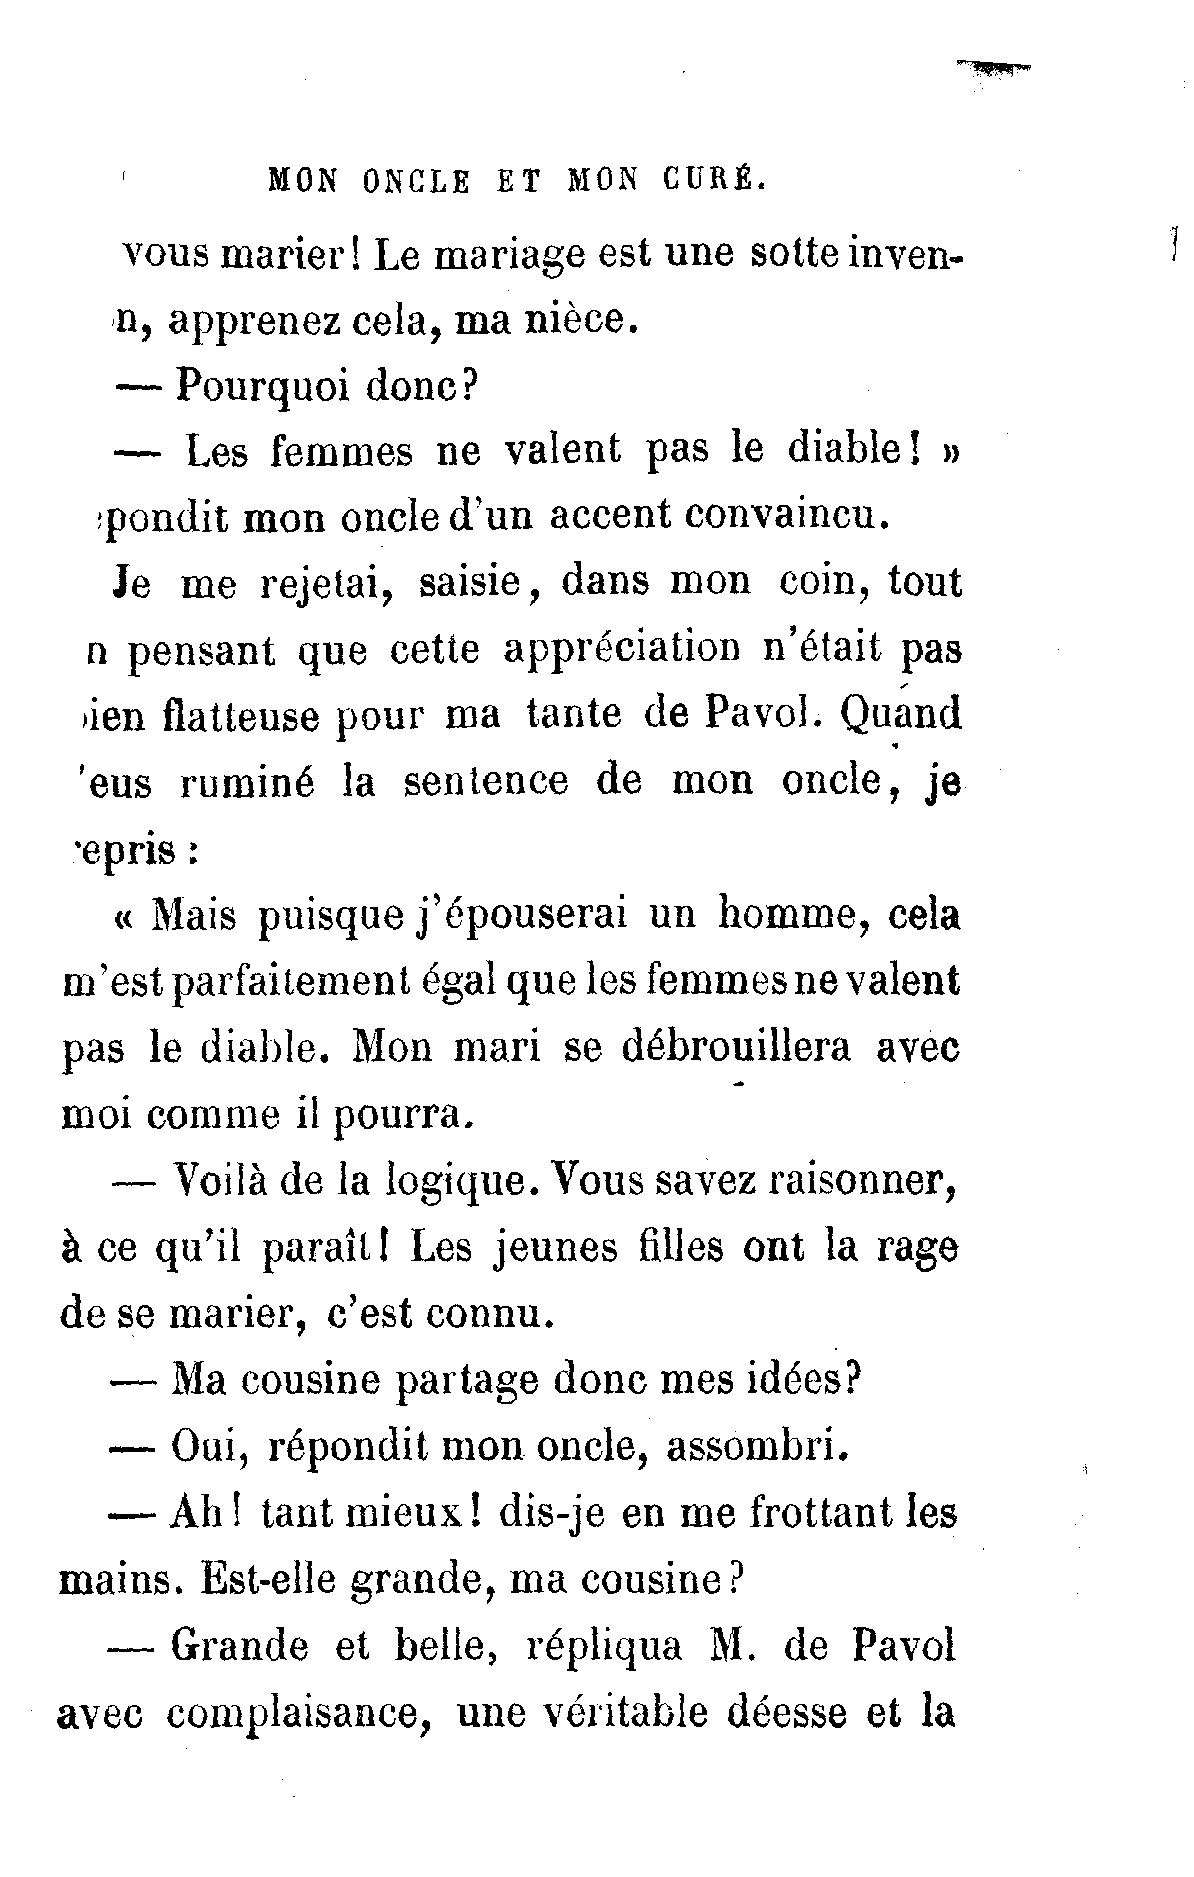 MON ONCLE ET MON CURÉ.
vous marier! Le mariage est une sotte inven-
n, apprenez cela, ma nièce.
— Pourquoi donc?
— Les femmes ne valent pas le diable! »
pondit mon oncle d'un accent convaincu.
Je me rejetai, saisie, dans mon coin, tout
n pensant que cette appréciation n'était pas
ien flatteuse pour ma tante de Pavol. Quand
'eus ruminé la sentence de mon oncle, je
epris :
« Mais puisque j'épouserai un homme, cela
m'est parfaitement égal que les femmes ne valent
pas le diable. Mon mari se débrouillera avec
moi comme il pourra.
— Voilà de la logique. Vous savez raisonner,
à ce qu'il paraît! Les jeunes filles ont la rage
de se marier, c'est connu.
— Ma cousine partage donc mes idées?
— Oui, répondit mon oncle, assombri.
— Ah! tant mieux! dis-je en me frottant les
mains. Est-elle grande, ma cousine?
— Grande et belle, répliqua M. de Pavol
avec complaisance, une véritable déesse et la